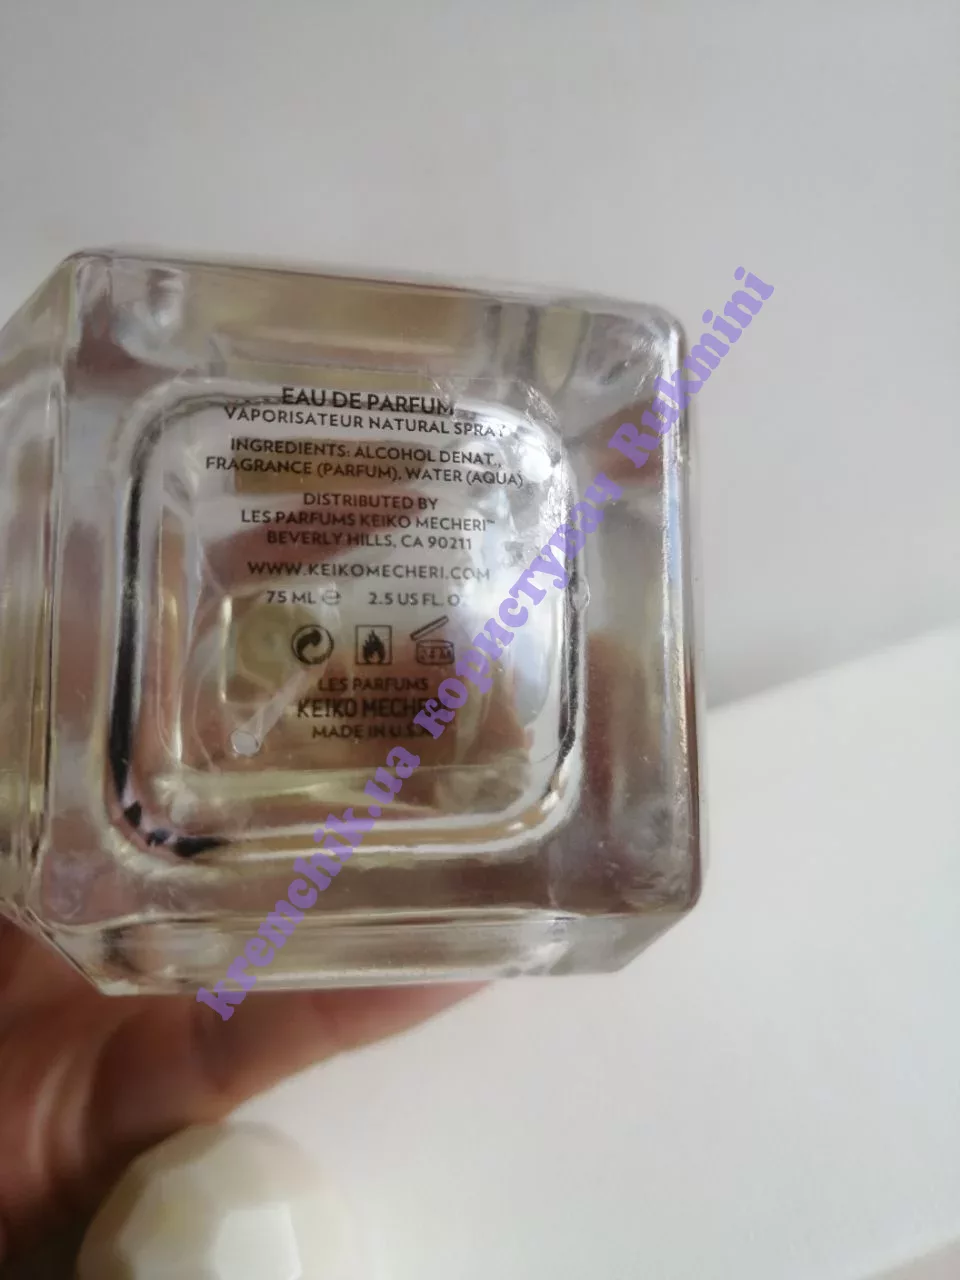 EAU DE PARFUM
VAPORISATEUR NATURAL SPRAY
INGREDIENTS: ALCOHOL DENAT.,
FRAGRANCE (PARFUM), WATER (AQUA)
DISTRIBUTED BY
LES PARFUMS KEIKO MECHERI™
BEVERLY HILLS, CA 90211
WWW.KEIKOMECHERI.COM
75 ML e 2.5 US FL. OZ
LES PARFUMS
KEIKO MECHERI
MADE IN U.S.A
kremchik.ua користувач Rukmini